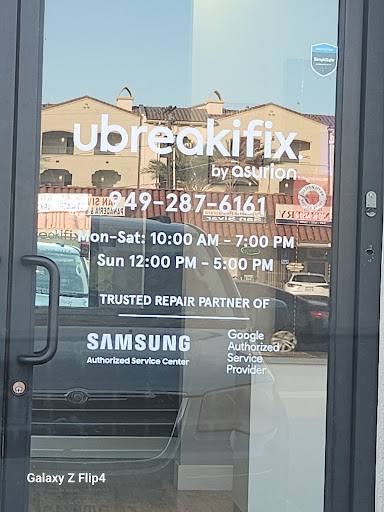 SimpliSafe
ubreakifix
by asurion
949-287-6161
Mon-Sat: 10:00 AM - 7:00 PM
Sun 12:00 PM - 5:00 PM
TRUSTED REPAIR PARTNER OF
SAMSUNG
Authorized Service Center
Google
Authorized
Service
Provider
Galaxy Z Flip4